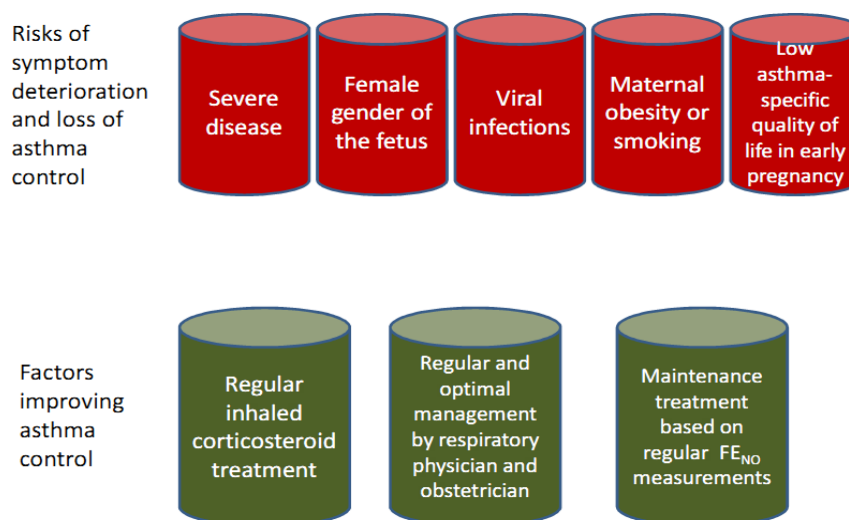 Risks of
symptom
deterioration
and loss of
asthma
control
Severe
disease
Female
gender of
the fetus
Viral
infections
Maternal
obesity or
smoking
Low
asthma-
specific
quality of
life in early
pregnancy
Factors
improving
asthma
control
Regular
inhaled
corticosteroid
treatment
Regular and
optimal
management
by respiratory
physician and
obstetrician
Maintenance
treatment
based on
regular FENO
measurements